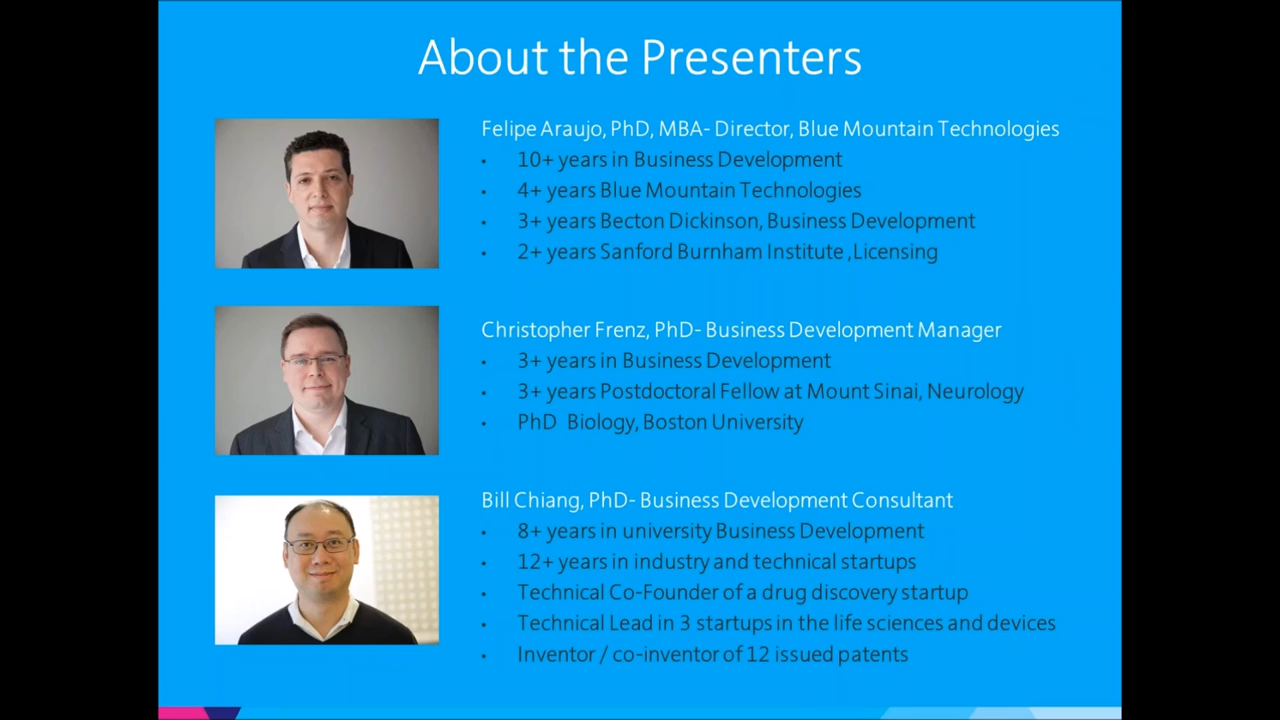 About the Presenters
Felipe Araujo, PhD, MBA- Director, Blue Mountain Technologies
• 10+ years in Business Development
• 4+ years Blue Mountain Technologies
• 3+ years Becton Dickinson, Business Development
• 2+ years Sanford Burnham Institute ,Licensing
Christopher Frenz, PhD- Business Development Manager
• 3+ years in Business Development
• 3+ years Postdoctoral Fellow at Mount Sinai, Neurology
• PhD  Biology, Boston University
Bill Chiang, PhD- Business Development Consultant
• 8+ years in university Business Development
• 12+ years in industry and technical startups
• Technical Co-Founder of a drug discovery startup
• Technical Lead in 3 startups in the life sciences and devices
• Inventor / co-inventor of 12 issued patents